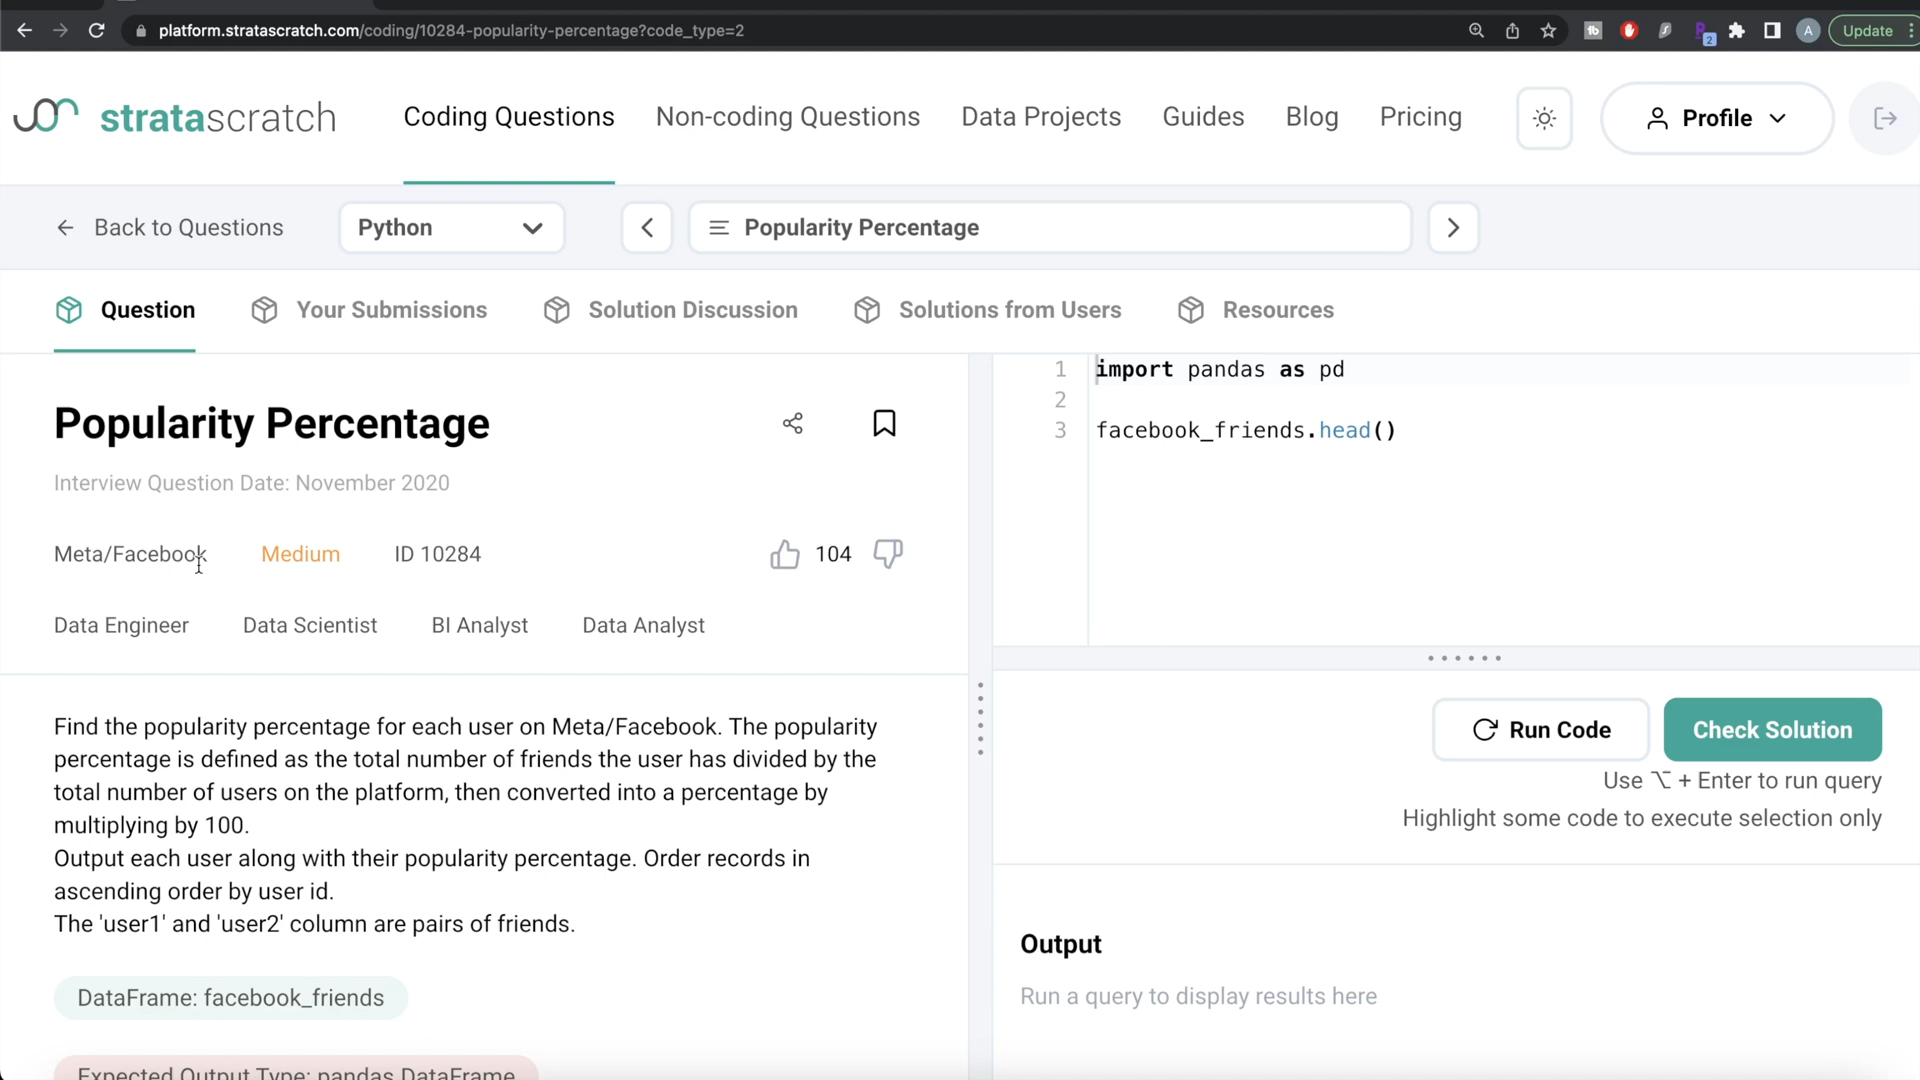 platform.stratascratch.com/coding/10284-popularity-percentage?code_type=2
2
A
Update
stratascratch
Coding Questions
Non-coding Questions
Data Projects
Guides
Blog
Pricing
Profile
Back to Questions
Python
Popularity Percentage
Question
Your Submissions
Solution Discussion
Solutions from Users
Resources
Popularity Percentage
Interview Question Date: November 2020
Meta/Facebook
Medium
ID 10284
104
Data Engineer
Data Scientist
BI Analyst
Data Analyst
Find the popularity percentage for each user on Meta/Facebook. The popularity
percentage is defined as the total number of friends the user has divided by the
total number of users on the platform, then converted into a percentage by
multiplying by 100.
Output each user along with their popularity percentage. Order records in
ascending order by user id.
The 'user1' and 'user2' column are pairs of friends.
DataFrame: facebook_friends
Expected Output Type: pandas.DataFrame
1 import pandas as pd
2
3 facebook_friends.head()
Run Code
Check Solution
Use ⌥ + Enter to run query
Highlight some code to execute selection only
Output
Run a query to display results here